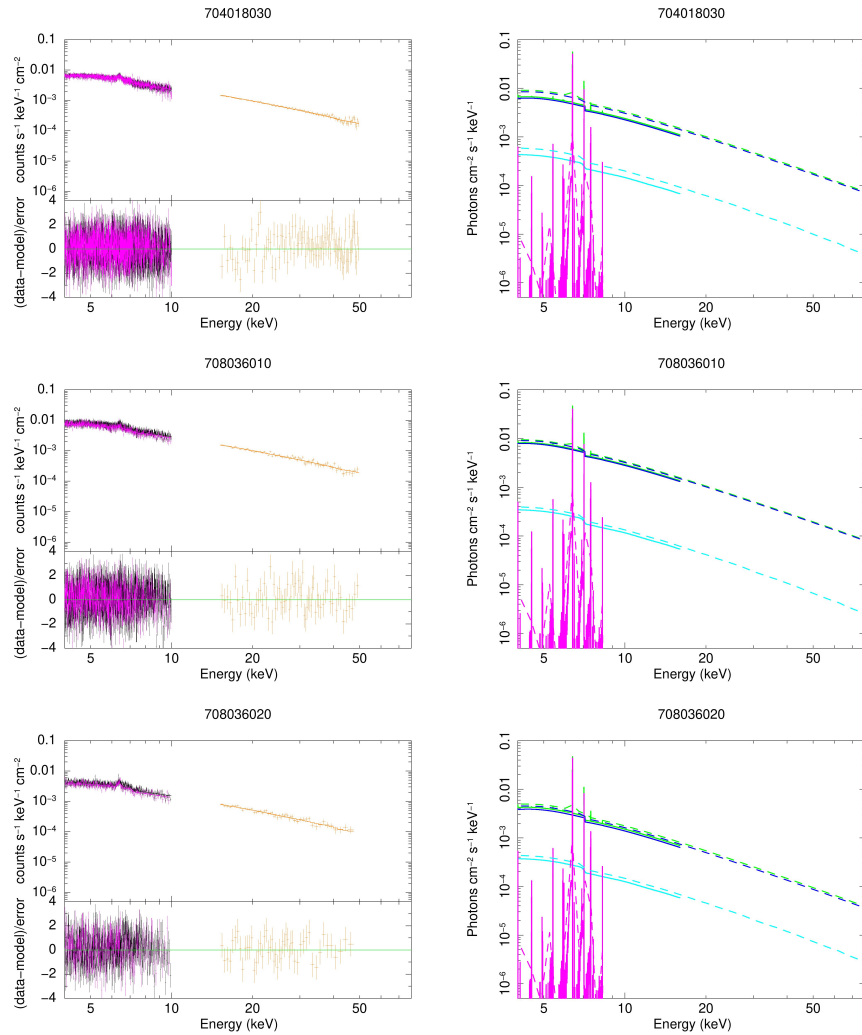 704018030
counts s⁻¹ keV⁻¹ cm⁻²
0.1
0.01
10⁻³
10⁻⁴
10⁻⁵
10⁻⁶
(data−model)/error
4
2
0
−2
−4
5 10 20 50
Energy (keV)
704018030
Photons cm⁻² s⁻¹ keV⁻¹
0.1
0.01
10⁻³
10⁻⁴
10⁻⁵
10⁻⁶
5 10 20 50
Energy (keV)
708036010
counts s⁻¹ keV⁻¹ cm⁻²
0.1
0.01
10⁻³
10⁻⁴
10⁻⁵
10⁻⁶
(data−model)/error
4
2
0
−2
−4
5 10 20 50
Energy (keV)
708036010
Photons cm⁻² s⁻¹ keV⁻¹
0.1
0.01
10⁻³
10⁻⁴
10⁻⁵
10⁻⁶
5 10 20 50
Energy (keV)
708036020
counts s⁻¹ keV⁻¹ cm⁻²
0.1
0.01
10⁻³
10⁻⁴
10⁻⁵
10⁻⁶
(data−model)/error
4
2
0
−2
−4
5 10 20 50
Energy (keV)
708036020
Photons cm⁻² s⁻¹ keV⁻¹
0.1
0.01
10⁻³
10⁻⁴
10⁻⁵
10⁻⁶
5 10 20 50
Energy (keV)